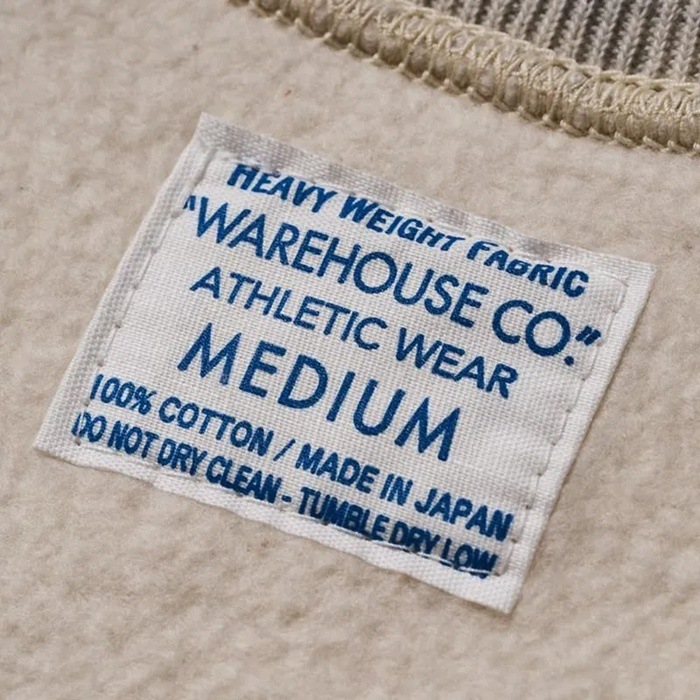 HEAVY WEIGHT FABRIC
"WAREHOUSE CO."
ATHLETIC WEAR
MEDIUM
100% COTTON / MADE IN JAPAN
DO NOT DRY CLEAN - TUMBLE DRY LOW